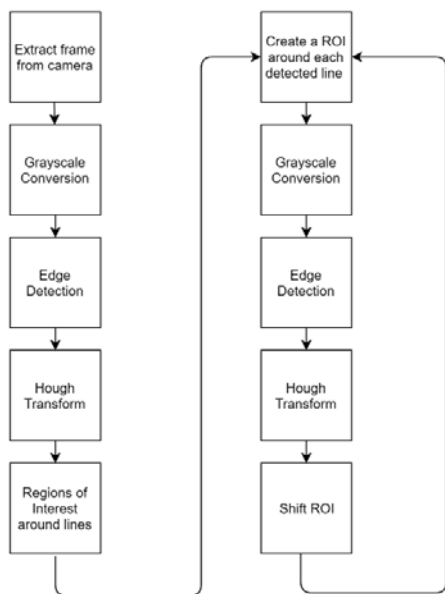 Extract frame
from camera
Grayscale
Conversion
Edge
Detection
Hough
Transform
Regions of
Interest
around lines
Create a ROI
around each
detected line
Grayscale
Conversion
Edge
Detection
Hough
Transform
Shift ROI